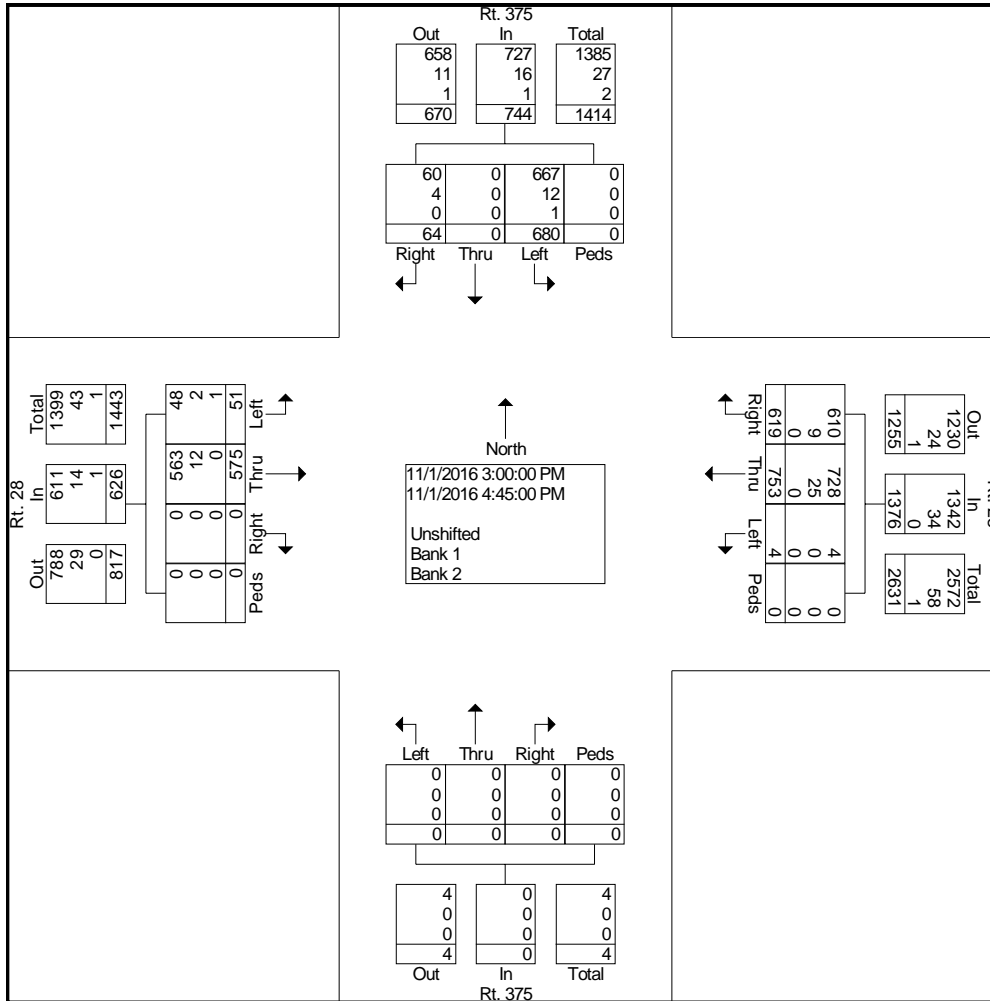 Rt. 375
Out In Total
658 727 1385
11 16 27
1 1 2
670 744 1414
60 0 667 0
4 0 12 0
0 0 1 0
64 0 680 0
Right Thru Left Peds
Rt. 28
Total In Out
1399 611 788
43 14 29
1 1 0
1443 626 817
48 563 0 0
2 12 0 0
1 0 0 0
51 575 0 0
Left Thru Right Peds
North
11/1/2016 3:00:00 PM
11/1/2016 4:45:00 PM
Unshifted
Bank 1
Bank 2
Right Thru Left Peds
619 753 4 0
0 0 0 0
9 25 0 0
610 728 4 0
Out In Total
1230 1342 2572
24 34 58
1 0 1
1255 1376 2631
Left Thru Right Peds
0 0 0 0
0 0 0 0
0 0 0 0
0 0 0 0
4 0 4
0 0 0
0 0 0
4 0 4
Out In Total
Rt. 375